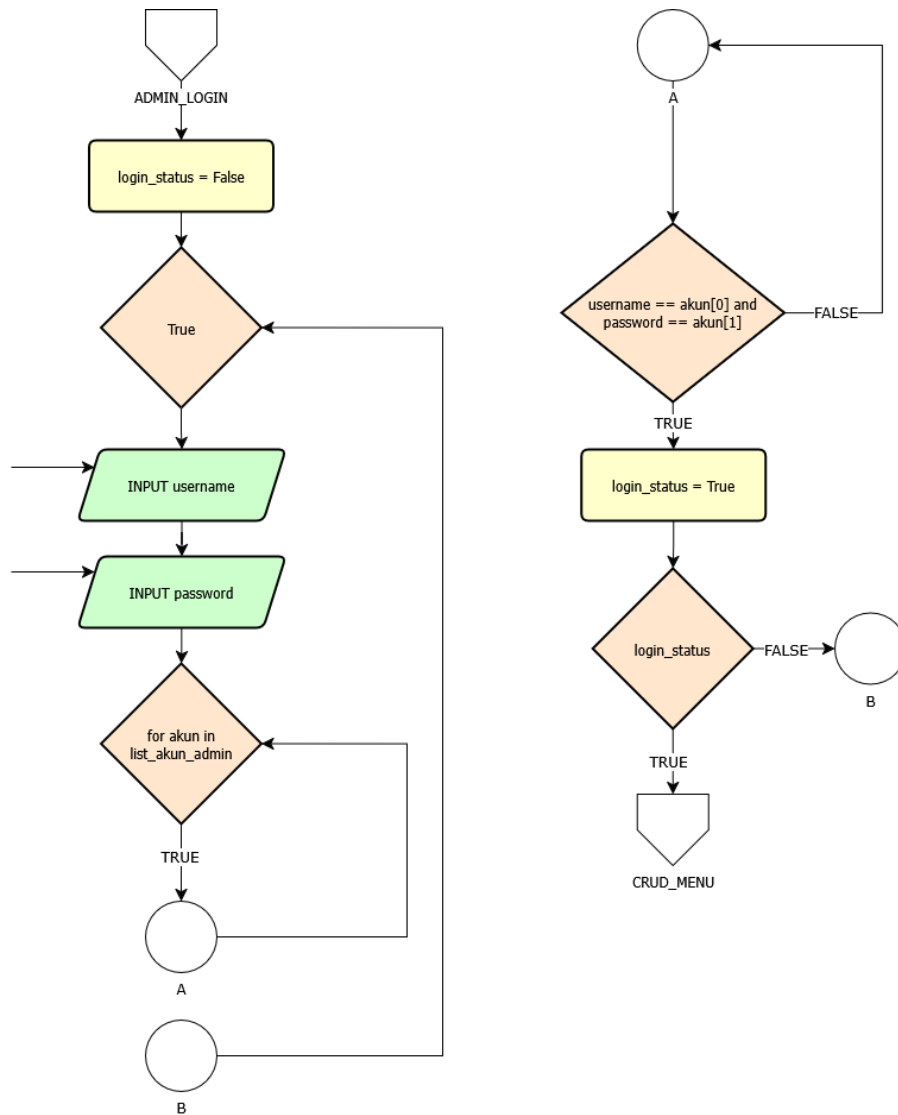 ADMIN_LOGIN
login_status = False
True
INPUT username
INPUT password
for akun in
list_akun_admin
TRUE
A
B
A
username == akun[0] and
password == akun[1]
FALSE
TRUE
login_status = True
login_status
FALSE
B
TRUE
CRUD_MENU